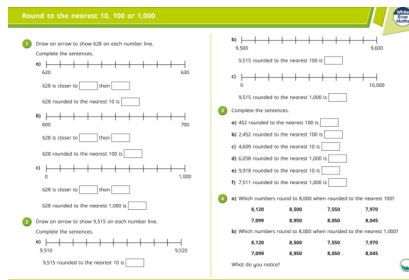 Round to the nearest 10, 100 or 1,000
White Rose Maths
1 Draw an arrow to show 628 on each number line.
Complete the sentences.
a)
620 630
628 is closer to than
628 rounded to the nearest 10 is
b)
600 700
628 is closer to than
628 rounded to the nearest 100 is
c)
0 1,000
628 is closer to than
628 rounded to the nearest 1,000 is
2 Draw an arrow to show 9,515 on each number line.
Complete the sentences.
a)
9,510 9,520
9,515 rounded to the nearest 10 is
b)
9,500 9,600
9,515 rounded to the nearest 100 is
c)
0 10,000
9,515 rounded to the nearest 1,000 is
3 Complete the sentences.
a) 452 rounded to the nearest 100 is
b) 2,452 rounded to the nearest 100 is
c) 4,609 rounded to the nearest 10 is
d) 6,058 rounded to the nearest 1,000 is
e) 9,918 rounded to the nearest 10 is
f) 7,511 rounded to the nearest 1,000 is
4 a) Which numbers round to 8,000 when rounded to the nearest 100?
8,120 8,500 7,550 7,970
7,099 8,950 8,050 8,045
b) Which numbers round to 8,000 when rounded to the nearest 1,000?
8,120 8,500 7,550 7,970
7,099 8,950 8,050 8,045
What do you notice?